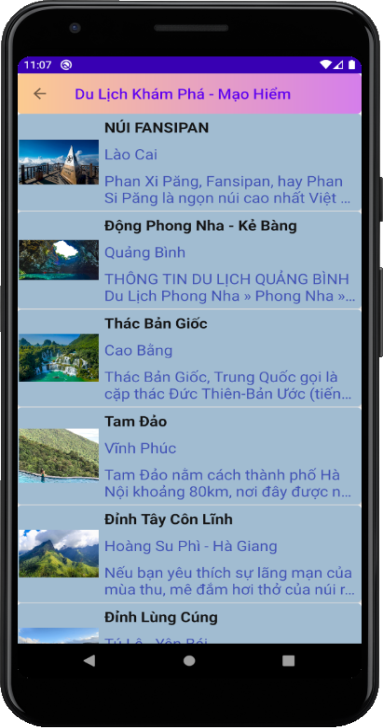 11:07
Du Lịch Khám Phá - Mạo Hiểm
NÚI FANSIPAN
Lào Cai
Phan Xi Păng, Fansipan, hay Phan
Si Păng là ngọn núi cao nhất Việt ...
Động Phong Nha - Kẻ Bàng
Quảng Bình
THÔNG TIN DU LỊCH QUẢNG BÌNH
Du Lịch Phong Nha » Phong Nha »...
Thác Bản Giốc
Cao Bằng
Thác Bản Giốc, Trung Quốc gọi là
cặp thác Đức Thiên-Bản Ước (tiến...
Tam Đảo
Vĩnh Phúc
Tam Đảo nằm cách thành phố Hà
Nội khoảng 80km, nơi đây được n...
Đỉnh Tây Côn Lĩnh
Hoàng Su Phì - Hà Giang
Nếu bạn yêu thích sự lãng mạn của
mùa thu, mê đắm hơi thở của núi r...
Đỉnh Lùng Cúng
Tú Lệ - Yên Bái